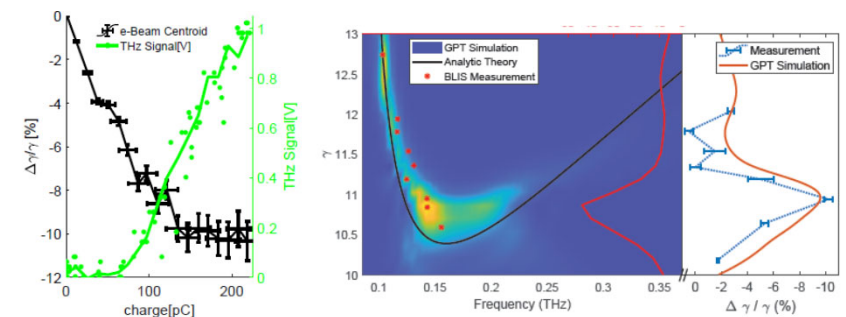 e-Beam Centroid
THz Signal[V]
0
-2
-4
-6
-8
-10
-12
Δγ/γ [%]
0
100
200
charge[pC]
1
0.8
0.6
0.4
0.2
0
THz Signal[V]
GPT Simulation
Analytic Theory
BLIS Measurement
13
12.5
12
11.5
11
10.5
10
γ
0.1
0.15
0.2
0.25
0.3
0.35
Frequency (THz)
Measurement
GPT Simulation
0
-2
-4
-6
-8
-10
Δ γ / γ (%)